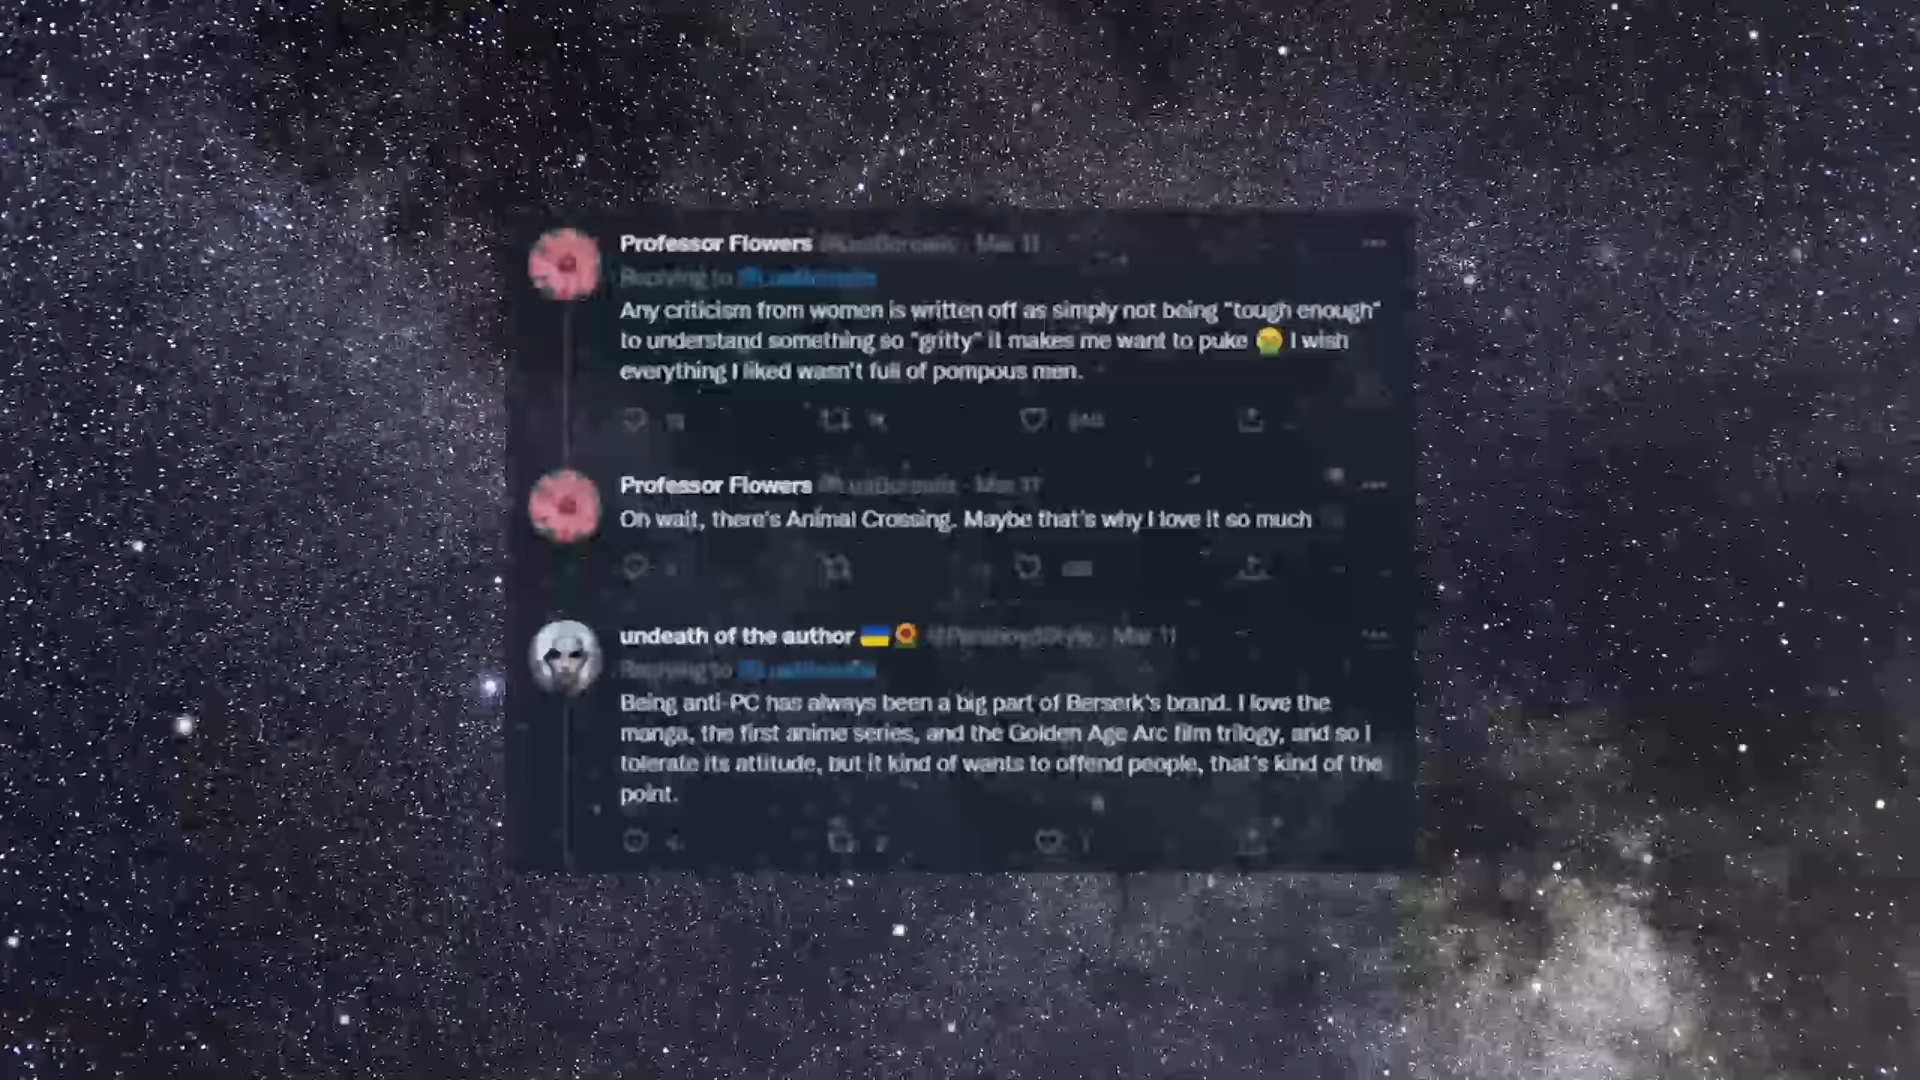 Professor Flowers Mar 11
Replying to
Any criticism from women is written off as simply not being "tough enough"
to understand something so "gritty" it makes me want to puke 🤮 I wish
everything I liked wasn't full of pompous men.
Professor Flowers Mar 11
Oh wait, there's Animal Crossing. Maybe that's why I love it so much
undeath of the author 🇺🇦🌻 Mar 11
Replying to
Being anti-PC has always been a big part of Berserk's brand. I love the
manga, the first anime series, and the Golden Age Arc film trilogy, and so I
tolerate its attitude, but it kind of wants to offend people, that's kind of the
point.